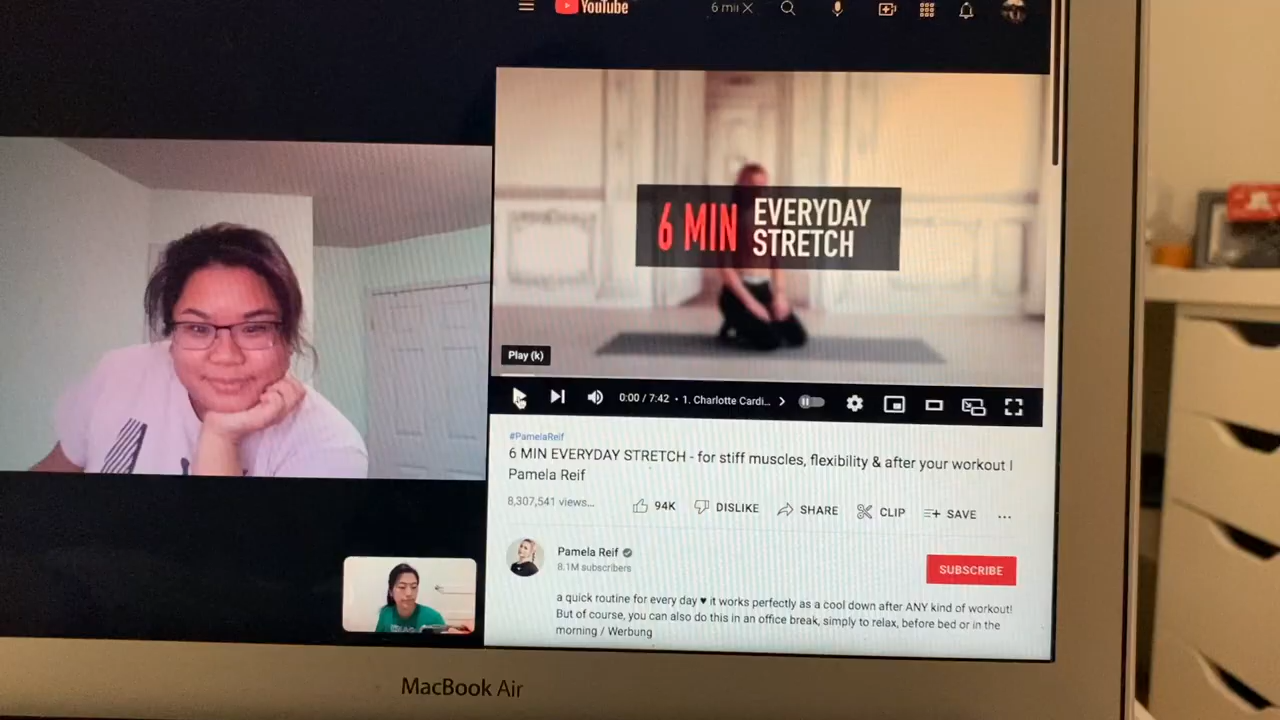 YouTube
6 mii
6 MIN EVERYDAY
STRETCH
Play (k)
0:00 / 7:42 • 1. Charlotte Cardi...
#PamelaReif
6 MIN EVERYDAY STRETCH - for stiff muscles, flexibility & after your workout I
Pamela Reif
8,307,541 views...
94K
DISLIKE
SHARE
CLIP
SAVE
...
Pamela Reif
8.1M subscribers
SUBSCRIBE
a quick routine for every day ♥ it works perfectly as a cool down after ANY kind of workout!
But of course, you can also do this in an office break, simply to relax, before bed or in the
morning / Werbung
MacBook Air